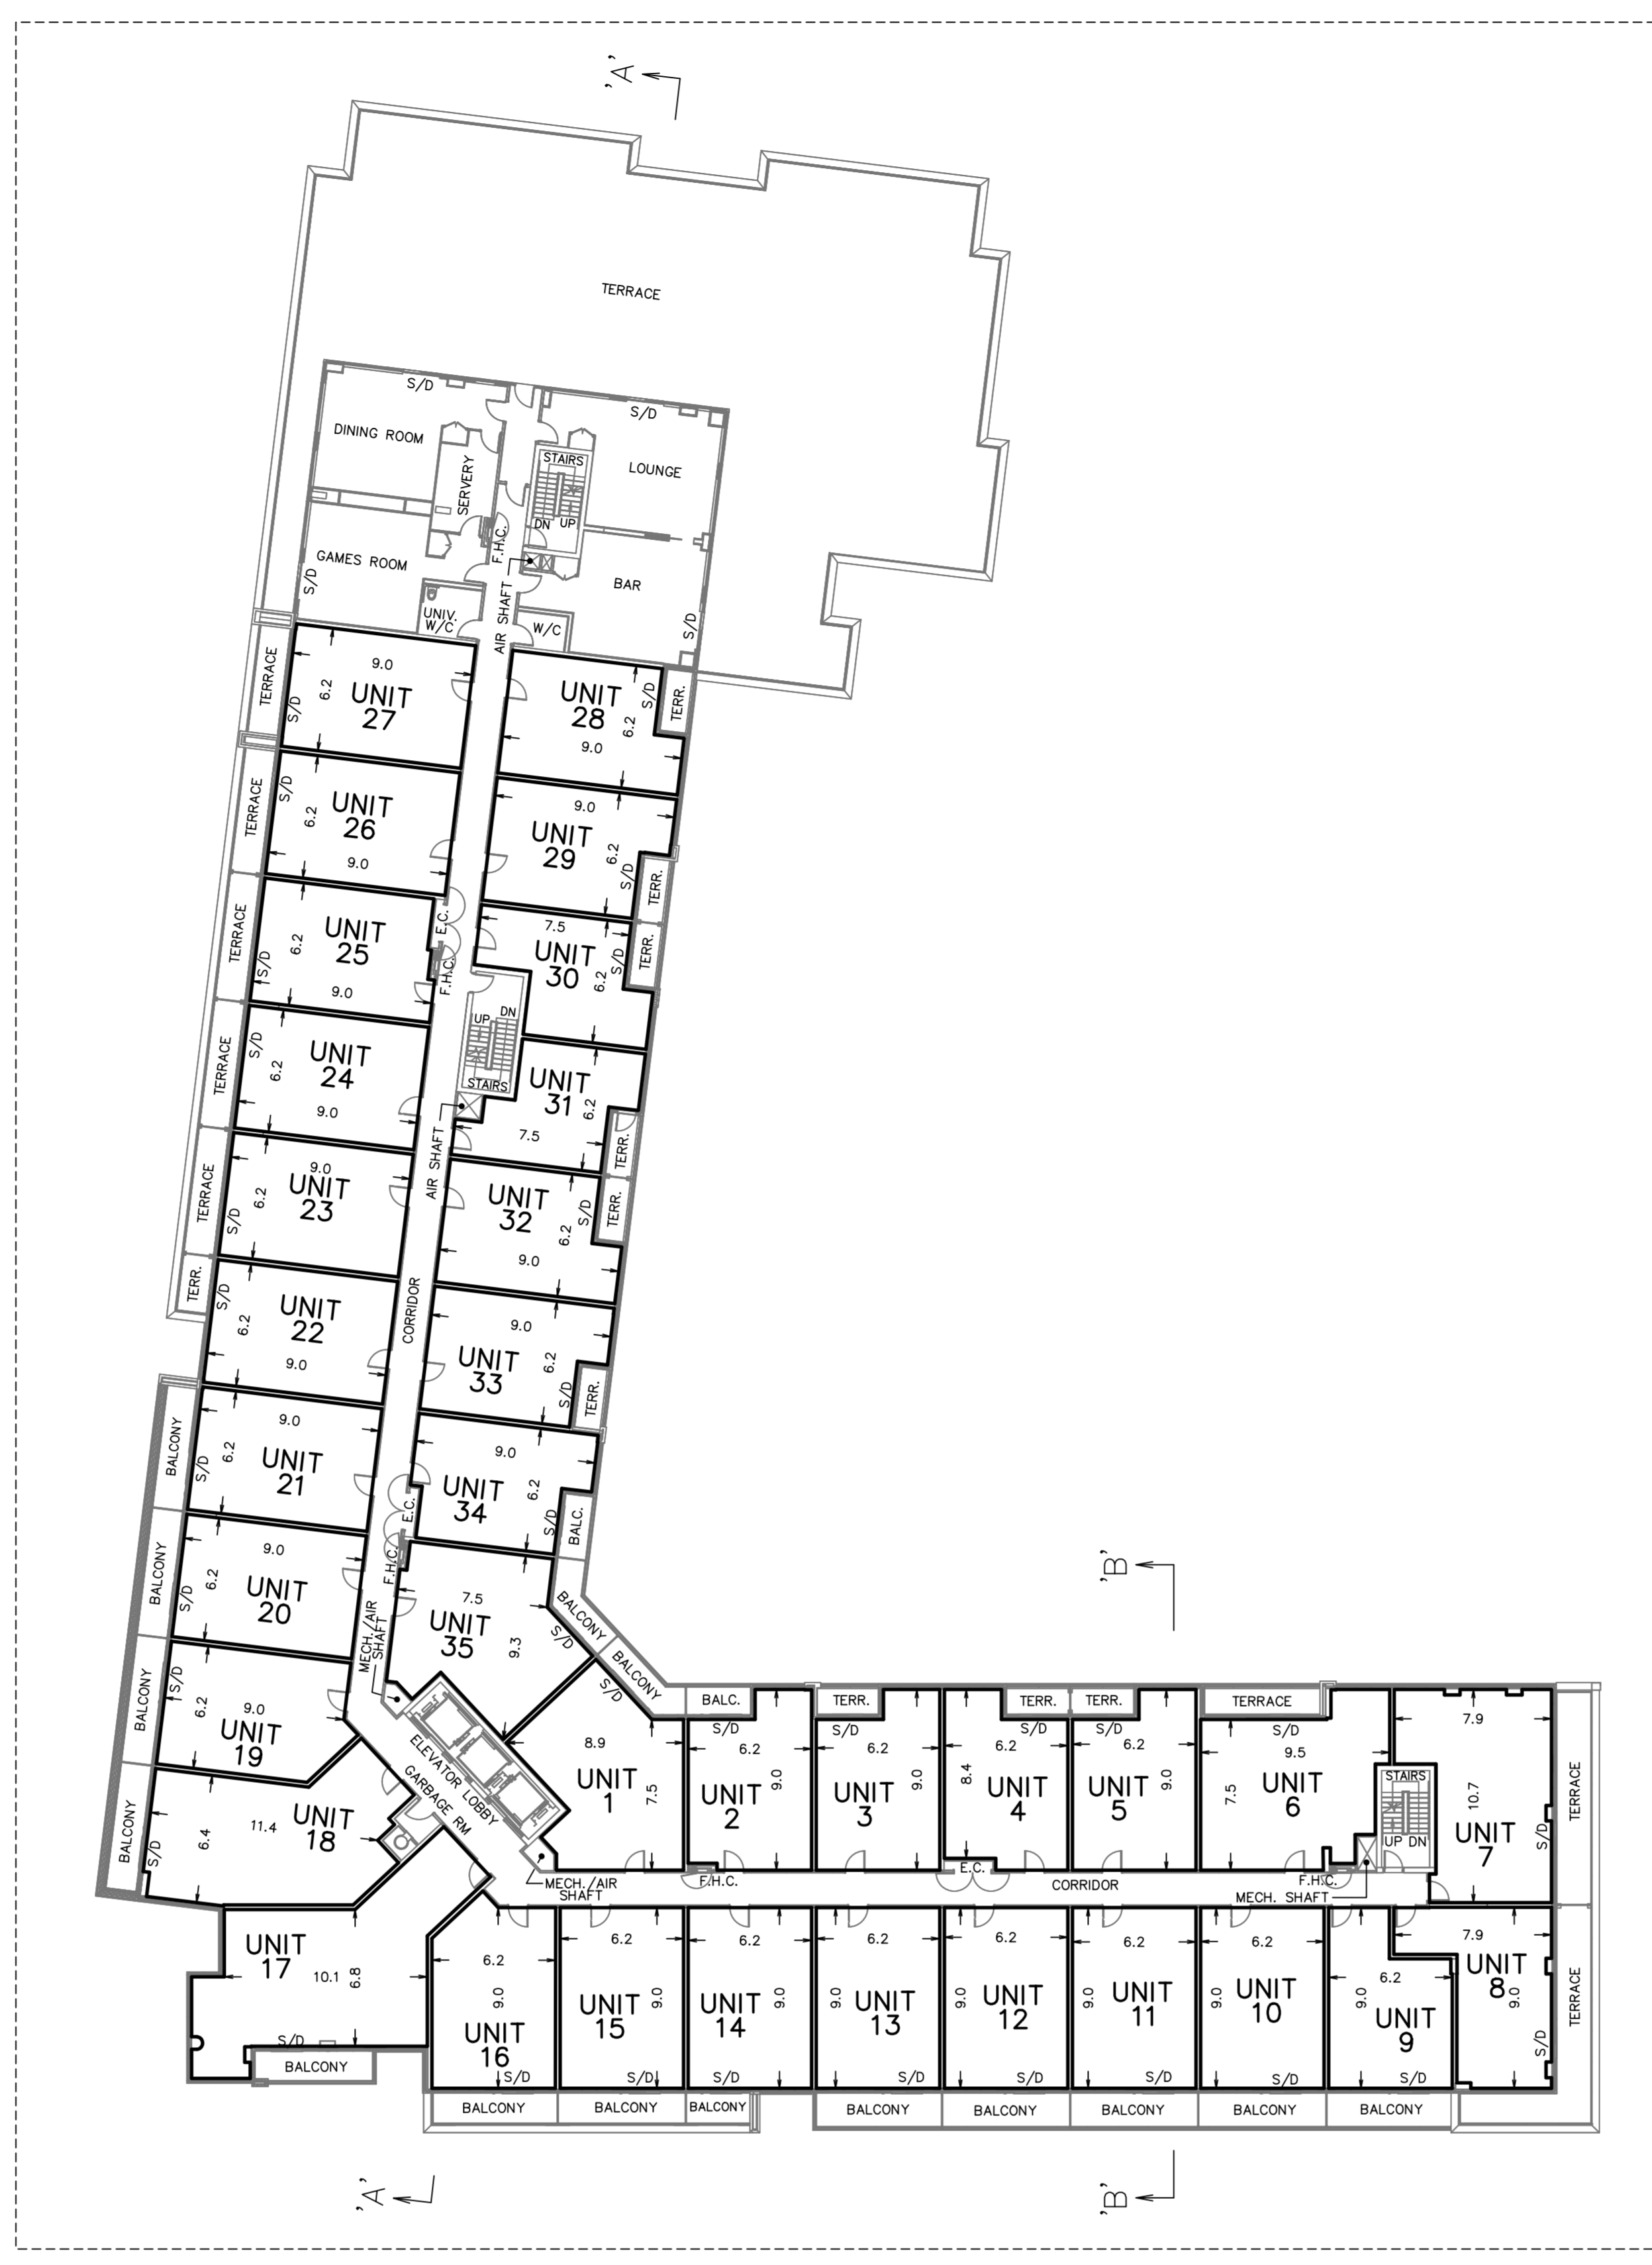 'A'
TERRACE
S/D
S/D
DINING ROOM
SERVERY
STAIRS
LOUNGE
DN
UP
F.H.C.
GAMES ROOM
S/D
AIR SHAFT
BAR
UNIV.
W/C
W/C
S/D
TERRACE
9.0
6.2
UNIT
27
S/D
UNIT
28
S/D
TERR.
6.2
9.0
TERRACE
S/D
UNIT
26
6.2
9.0
9.0
UNIT
29
6.2
S/D
TERR.
TERRACE
UNIT
25
6.2
S/D
9.0
E.C.
F.H.C.
7.5
UNIT
30
S/D
6.2
TERR.
TERRACE
S/D
UNIT
24
6.2
9.0
UP
DN
STAIRS
UNIT
31
6.2
7.5
TERR.
AIR SHAFT
TERRACE
9.0
UNIT
23
6.2
S/D
UNIT
32
S/D
6.2
9.0
TERR.
TERR.
S/D
UNIT
22
6.2
9.0
CORRIDOR
9.0
UNIT
33
6.2
S/D
TERR.
BALCONY
9.0
6.2
UNIT
21
S/D
9.0
UNIT
34
6.2
S/D
BALC.
E.C.
F.H.C.
BALCONY
9.0
6.2
UNIT
20
S/D
MECH./AIR
SHAFT
7.5
UNIT
35
9.3
S/D
BALCONY
BALCONY
'B'
BALCONY
S/D
6.2
9.0
UNIT
19
ELEVATOR LOBBY
GARBAGE RM
BALCONY
S/D
6.4
11.4
UNIT
18
S/D
8.9
UNIT
1
7.5
MECH./AIR
SHAFT
BALC.
S/D
6.2
UNIT
2
9.0
F.H.C.
TERR.
S/D
6.2
UNIT
3
9.0
TERR.
S/D
6.2
8.4
UNIT
4
E.C.
TERR.
S/D
6.2
UNIT
5
9.0
CORRIDOR
TERRACE
S/D
9.5
7.5
UNIT
6
F.H.C.
MECH. SHAFT
STAIRS
UP DN
7.9
10.7
UNIT
7
S/D
TERRACE
UNIT
17
10.1
6.8
S/D
BALCONY
6.2
9.0
UNIT
16
S/D
BALCONY
6.2
UNIT
15
9.0
S/D
BALCONY
6.2
UNIT
14
9.0
S/D
BALCONY
6.2
9.0
UNIT
13
S/D
BALCONY
6.2
9.0
UNIT
12
S/D
BALCONY
6.2
9.0
UNIT
11
S/D
BALCONY
6.2
9.0
UNIT
10
S/D
BALCONY
6.2
9.0
UNIT
9
S/D
BALCONY
7.9
UNIT
8
9.0
S/D
TERRACE
'A'
'B'